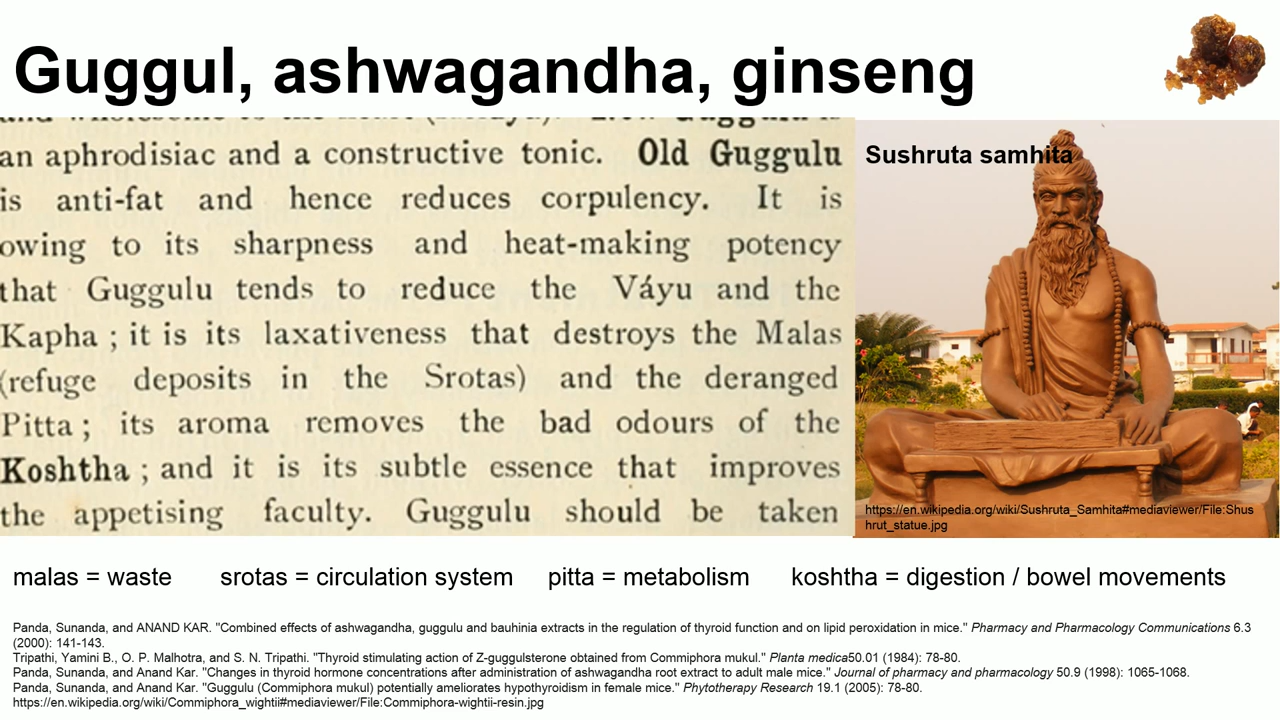 Guggul, ashwagandha, ginseng
an aphrodisiac and a constructive tonic. Old Guggulu
is anti-fat and hence reduces corpulency. It is
owing to its sharpness and heat-making potency
that Guggulu tends to reduce the Váyu and the
Kapha ; it is its laxativeness that destroys the Malas
(refuge deposits in the Srotas) and the deranged
Pitta ; its aroma removes the bad odours of the
Koshtha ; and it is its subtle essence that improves
the appetising faculty. Guggulu should be taken
Sushruta samhita
https://en.wikipedia.org/wiki/Sushruta_Samhita#mediaviewer/File:Shus
hrut_statue.jpg
malas = waste srotas = circulation system pitta = metabolism koshtha = digestion / bowel movements
Panda, Sunanda, and ANAND KAR. "Combined effects of ashwagandha, guggulu and bauhinia extracts in the regulation of thyroid function and on lipid peroxidation in mice." Pharmacy and Pharmacology Communications 6.3
(2000): 141-143.
Tripathi, Yamini B., O. P. Malhotra, and S. N. Tripathi. "Thyroid stimulating action of Z-guggulsterone obtained from Commiphora mukul." Planta medica50.01 (1984): 78-80.
Panda, Sunanda, and Anand Kar. "Changes in thyroid hormone concentrations after administration of ashwagandha root extract to adult male mice." Journal of pharmacy and pharmacology 50.9 (1998): 1065-1068.
Panda, Sunanda, and Anand Kar. "Guggulu (Commiphora mukul) potentially ameliorates hypothyroidism in female mice." Phytotherapy Research 19.1 (2005): 78-80.
https://en.wikipedia.org/wiki/Commiphora_wightii#mediaviewer/File:Commiphora-wightii-resin.jpg